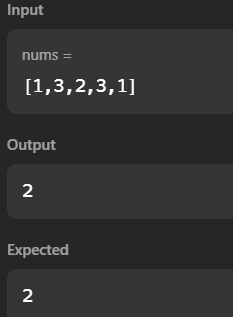 Input
nums =
[1,3,2,3,1]
Output
2
Expected
2